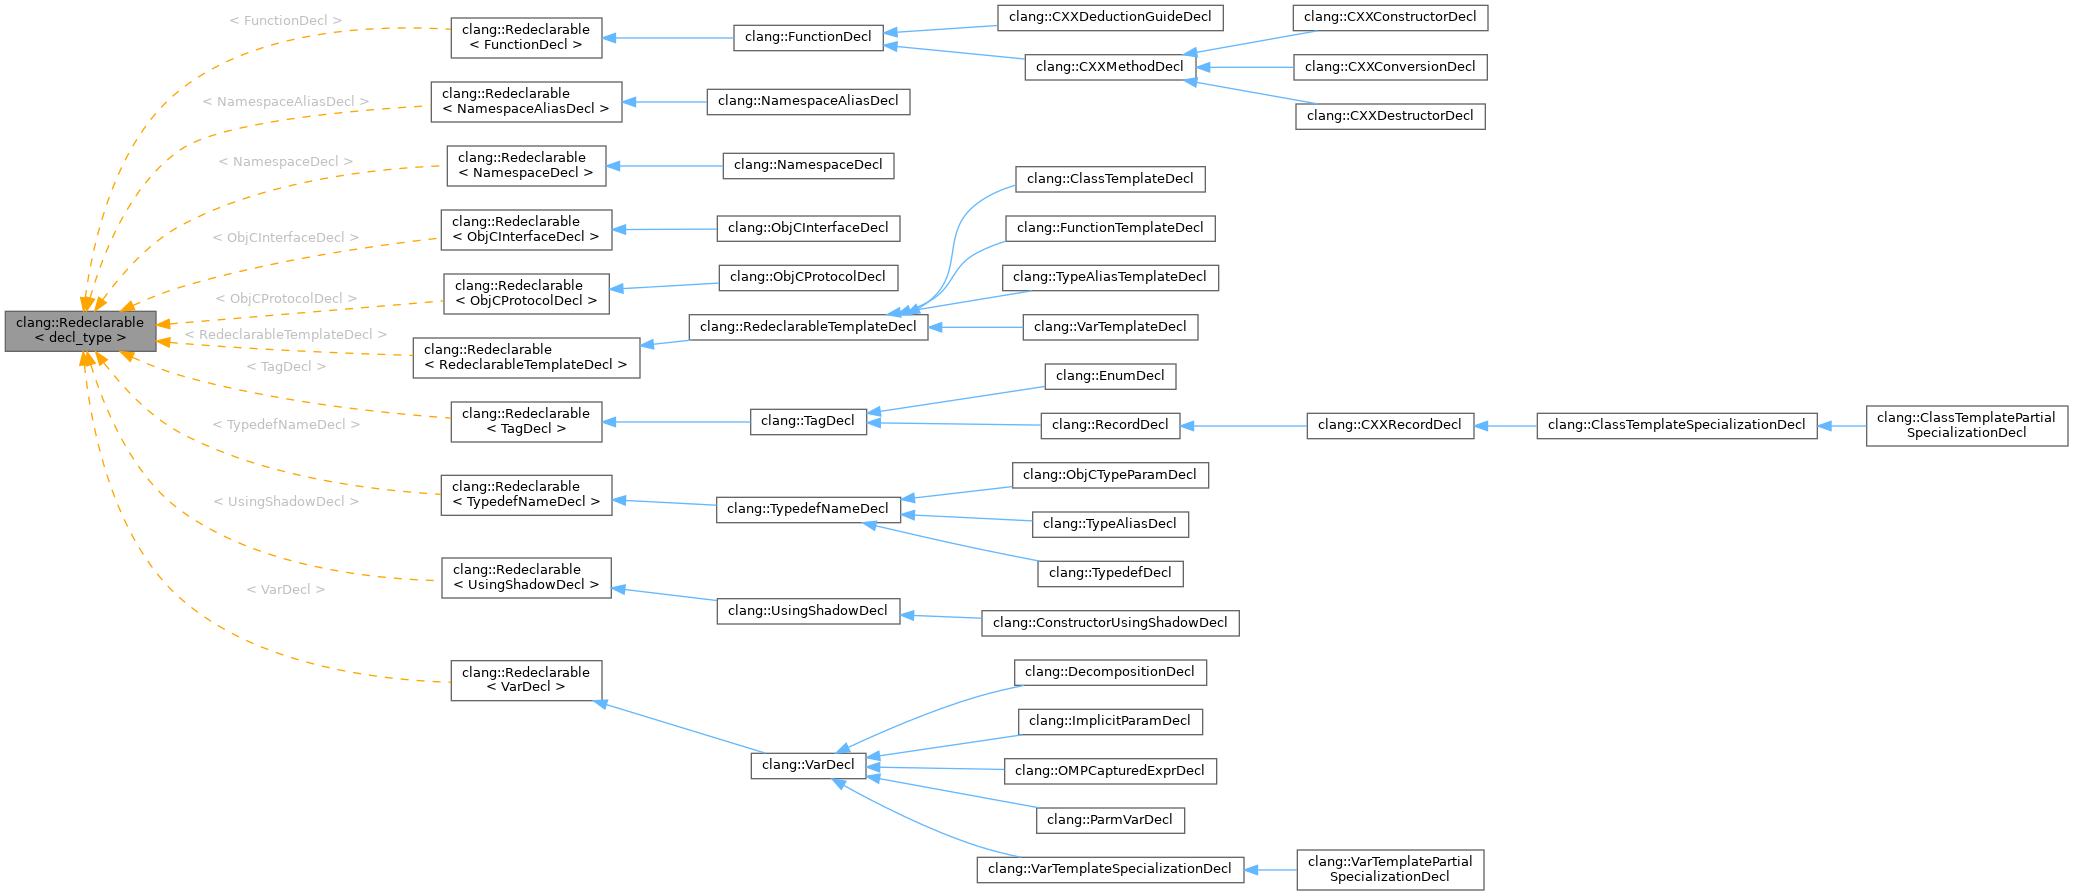 < FunctionDecl >
clang::Redeclarable
< FunctionDecl >
clang::FunctionDecl
clang::CXXDeductionGuideDecl
clang::CXXMethodDecl
clang::CXXConstructorDecl
clang::CXXConversionDecl
clang::CXXDestructorDecl
< NamespaceAliasDecl >
clang::Redeclarable
< NamespaceAliasDecl >
clang::NamespaceAliasDecl
< NamespaceDecl >
clang::Redeclarable
< NamespaceDecl >
clang::NamespaceDecl
< ObjCInterfaceDecl >
clang::Redeclarable
< ObjCInterfaceDecl >
clang::ObjCInterfaceDecl
< ObjCProtocolDecl >
clang::Redeclarable
< ObjCProtocolDecl >
clang::ObjCProtocolDecl
clang::Redeclarable
< decl_type >
< RedeclarableTemplateDecl >
clang::Redeclarable
< RedeclarableTemplateDecl >
clang::RedeclarableTemplateDecl
clang::ClassTemplateDecl
clang::FunctionTemplateDecl
clang::TypeAliasTemplateDecl
clang::VarTemplateDecl
< TagDecl >
clang::Redeclarable
< TagDecl >
clang::TagDecl
clang::EnumDecl
clang::RecordDecl
clang::CXXRecordDecl
clang::ClassTemplateSpecializationDecl
clang::ClassTemplatePartial
SpecializationDecl
< TypedefNameDecl >
clang::Redeclarable
< TypedefNameDecl >
clang::TypedefNameDecl
clang::ObjCTypeParamDecl
clang::TypeAliasDecl
clang::TypedefDecl
< UsingShadowDecl >
clang::Redeclarable
< UsingShadowDecl >
clang::UsingShadowDecl
clang::ConstructorUsingShadowDecl
< VarDecl >
clang::Redeclarable
< VarDecl >
clang::VarDecl
clang::DecompositionDecl
clang::ImplicitParamDecl
clang::OMPCapturedExprDecl
clang::ParmVarDecl
clang::VarTemplateSpecializationDecl
clang::VarTemplatePartial
SpecializationDecl